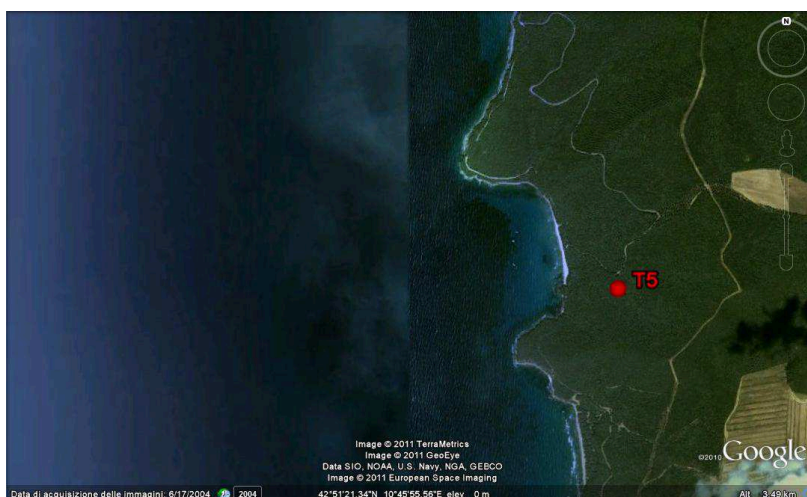 N
T5
Image © 2011 TerraMetrics
Image © 2011 GeoEye
Data SIO, NOAA, U.S. Navy, NGA, GEBCO
Image © 2011 European Space Imaging
©2010 Google
Data di acquisizione delle immagini: 6/17/2004 2004 42°51'21.34"N 10°45'55.56"E elev 0 m Alt 3.49 km